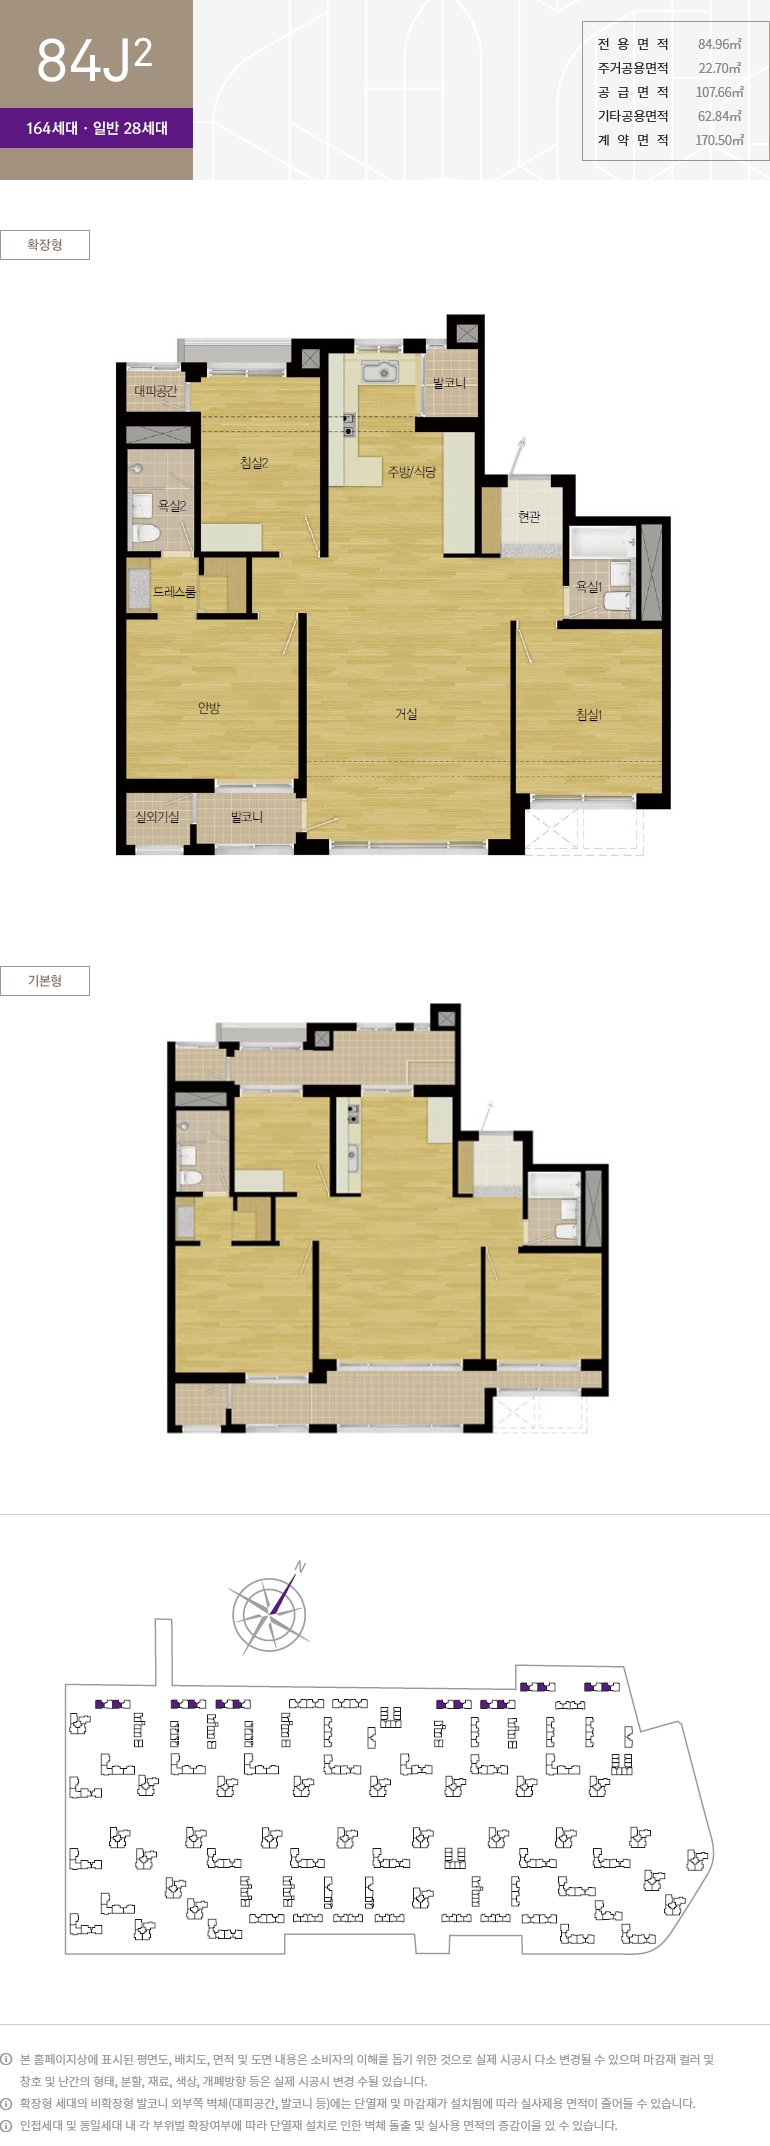 84J²
164세대 · 일반 28세대
전 용 면 적 84.96㎡
주거공용면적 22.70㎡
공 급 면 적 107.66㎡
기타공용면적 62.84㎡
계 약 면 적 170.50㎡
확장형
대피공간
발코니
침실2
주방/식당
욕실2
현관
드레스룸
욕실1
안방
거실
침실1
실외기실
발코니
기본형
N
본 홈페이지상에 표시된 평면도, 배치도, 면적 및 도면 내용은 소비자의 이해를 돕기 위한 것으로 실제 시공시 다소 변경될 수 있으며 마감재 컬러 및
창호 및 난간의 형태, 분할, 재료, 색상, 개폐방향 등은 실제 시공시 변경 수될 있습니다.
확장형 세대의 비확장형 발코니 외부쪽 벽체(대피공간, 발코니 등)에는 단열재 및 마감재가 설치됨에 따라 실사제용 면적이 줄어들 수 있습니다.
인접세대 및 동일세대 내 각 부위별 확장여부에 따라 단열재 설치로 인한 벽체 돌출 및 실사용 면적의 증감이을 있 수 있습니다.